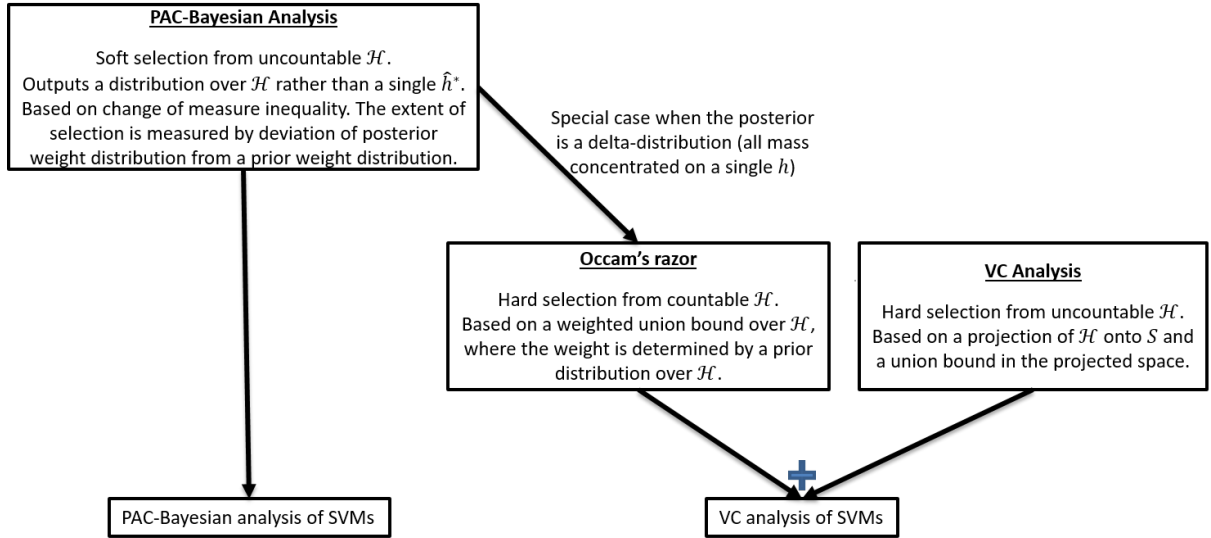 PAC-Bayesian Analysis
Soft selection from uncountable ℋ.
Outputs a distribution over ℋ rather than a single ĥ*.
Based on change of measure inequality. The extent of
selection is measured by deviation of posterior
weight distribution from a prior weight distribution.
Special case when the posterior
is a delta-distribution (all mass
concentrated on a single h)
Occam's razor
Hard selection from countable ℋ.
Based on a weighted union bound over ℋ,
where the weight is determined by a prior
distribution over ℋ.
VC Analysis
Hard selection from uncountable ℋ.
Based on a projection of ℋ onto S and
a union bound in the projected space.
PAC-Bayesian analysis of SVMs
VC analysis of SVMs